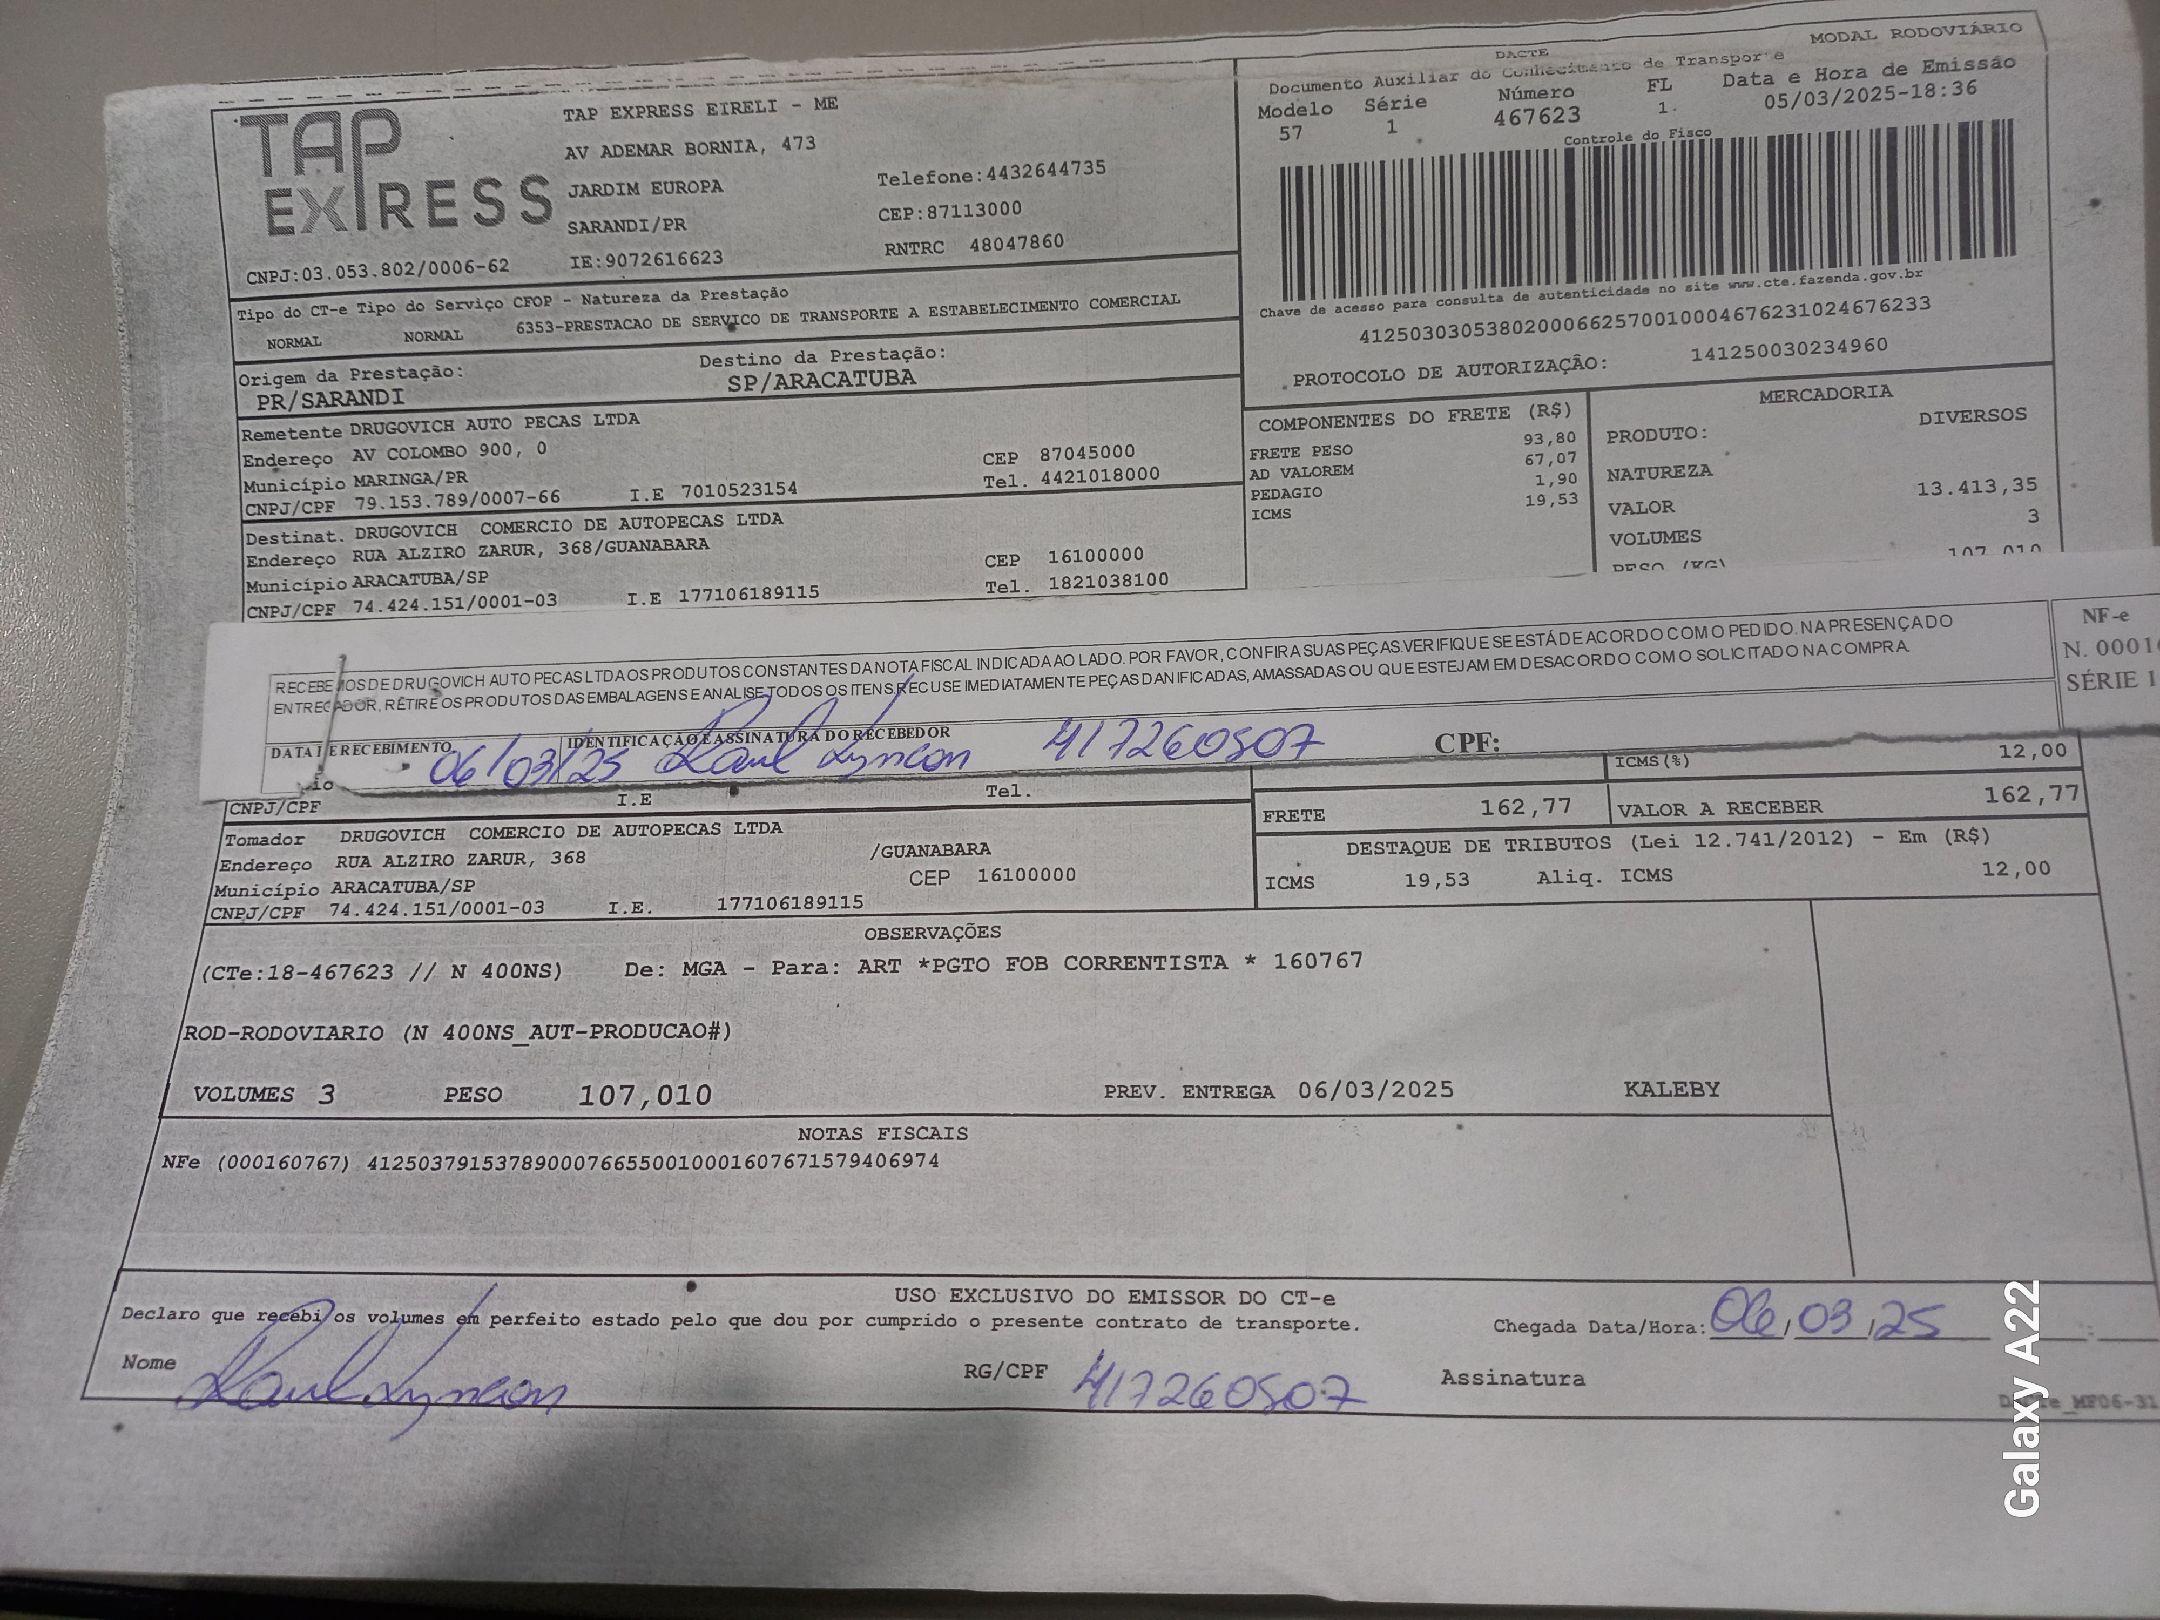 MODAL RODOVIÁRIO
DACTE
Documento Auxiliar do Conhecimento de Transporte
Modelo Série Número FL Data e Hora de Emissão
57 1 467623 1. 05/03/2025-18:36
Controle do Fisco
TAP EXPRESS
TAP EXPRESS EIRELI - ME
AV ADEMAR BORNIA, 473
JARDIM EUROPA Telefone:4432644735
SARANDI/PR CEP:87113000
CNPJ:03.053.802/0006-62 IE:9072616623 RNTRC 48047860
Chave de acesso para consulta de autenticidade no site www.cte.fazenda.gov.br
41250303053802000662570010004676231024676233
PROTOCOLO DE AUTORIZAÇÃO: 141250030234960
Tipo do CT-e Tipo do Serviço CFOP - Natureza da Prestação
NORMAL NORMAL 6353-PRESTACAO DE SERVICO DE TRANSPORTE A ESTABELECIMENTO COMERCIAL
Origem da Prestação: Destino da Prestação:
PR/SARANDI SP/ARACATUBA
Remetente DRUGOVICH AUTO PECAS LTDA
Endereço AV COLOMBO 900, 0 CEP 87045000
Município MARINGA/PR Tel. 4421018000
CNPJ/CPF 79.153.789/0007-66 I.E 7010523154
Destinat. DRUGOVICH COMERCIO DE AUTOPECAS LTDA
Endereço RUA ALZIRO ZARUR, 368/GUANABARA CEP 16100000
Município ARACATUBA/SP Tel. 1821038100
CNPJ/CPF 74.424.151/0001-03 I.E 177106189115
COMPONENTES DO FRETE (R$)
FRETE PESO 93,80
AD VALOREM 67,07
PEDAGIO 1,90
ICMS 19,53
MERCADORIA
PRODUTO: DIVERSOS
NATUREZA
VALOR 13.413,35
VOLUMES 3
PESO (KG) 107,010
RECEBEMOS DE DRUGOVICH AUTO PECAS LTDA OS PRODUTOS CONSTANTES DA NOTA FISCAL INDICADA AO LADO. POR FAVOR, CONFIRA SUAS PEÇAS.VERIFIQUE SE ESTÁ DE ACORDO COM O PEDIDO. NA PRESENÇA DO
ENTREGADOR, RETIRE OS PRODUTOS DAS EMBALAGENS E ANALISE TODOS OS ITENS.RECUSE IMEDIATAMENTE PEÇAS DANIFICADAS, AMASSADAS OU QUE ESTEJAM EM DESACORDO COM O SOLICITADO NA COMPRA
NF-e
N. 0001
SÉRIE 1
DATA DE RECEBIMENTO IDENTIFICAÇÃO E ASSINATURA DO RECEBEDOR CPF:
06/03/25 Raul Lyncon 417260507
CNPJ/CPF I.E Tel.
ICMS(%) 12,00
FRETE 162,77 VALOR A RECEBER 162,77
DESTAQUE DE TRIBUTOS (Lei 12.741/2012) - Em (R$)
ICMS 19,53 Aliq. ICMS 12,00
Tomador DRUGOVICH COMERCIO DE AUTOPECAS LTDA
Endereço RUA ALZIRO ZARUR, 368 /GUANABARA
Município ARACATUBA/SP CEP 16100000
CNPJ/CPF 74.424.151/0001-03 I.E. 177106189115
OBSERVAÇÕES
(CTe:18-467623 // N 400NS) De: MGA - Para: ART *PGTO FOB CORRENTISTA * 160767
ROD-RODOVIARIO (N 400NS_AUT-PRODUCAO#)
VOLUMES 3 PESO 107,010 PREV. ENTREGA 06/03/2025 KALEBY
NOTAS FISCAIS
NFe (000160767) 41250379153789000766550010001607671579406974
USO EXCLUSIVO DO EMISSOR DO CT-e
Declaro que recebi os volumes em perfeito estado pelo que dou por cumprido o presente contrato de transporte. Chegada Data/Hora: 06/03/25 :
Nome Raul Lyncon RG/CPF 417260507 Assinatura
Galaxy A22